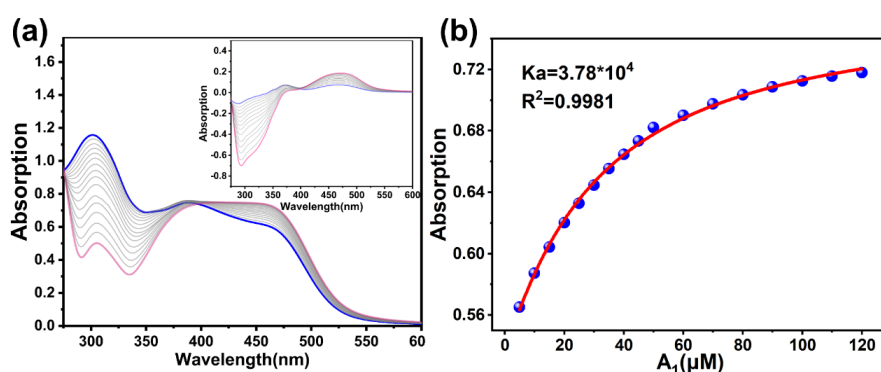 (a)
Absorption
1.6
1.4
1.2
1.0
0.8
0.6
0.4
0.2
0.0
300 350 400 450 500 550 600
Wavelength(nm)
Absorption
0.4
0.2
0.0
-0.2
-0.4
-0.6
-0.8
300 350 400 450 500 550 600
Wavelength(nm)
(b)
Ka=3.78*10⁴
R²=0.9981
Absorption
0.72
0.68
0.64
0.60
0.56
0 20 40 60 80 100 120
A₁(μM)